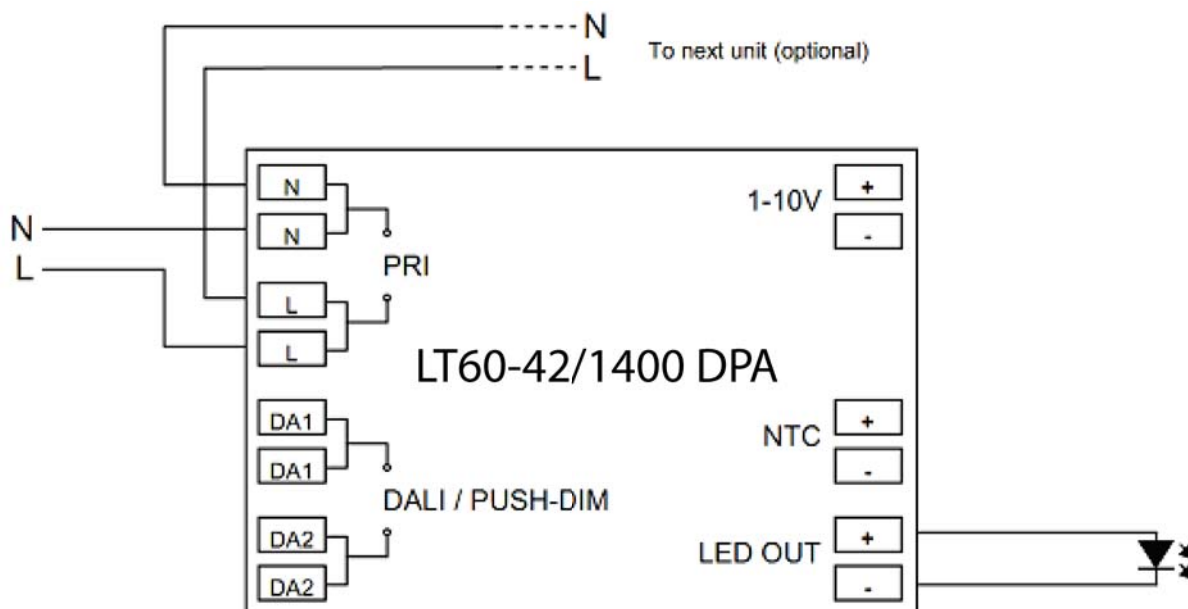 N
L
To next unit (optional)
N
L
N
N
L
L
PRI
1-10V
+
-
LT60-42/1400 DPA
DA1
DA1
DA2
DA2
DALI / PUSH-DIM
NTC
+
-
LED OUT
+
-